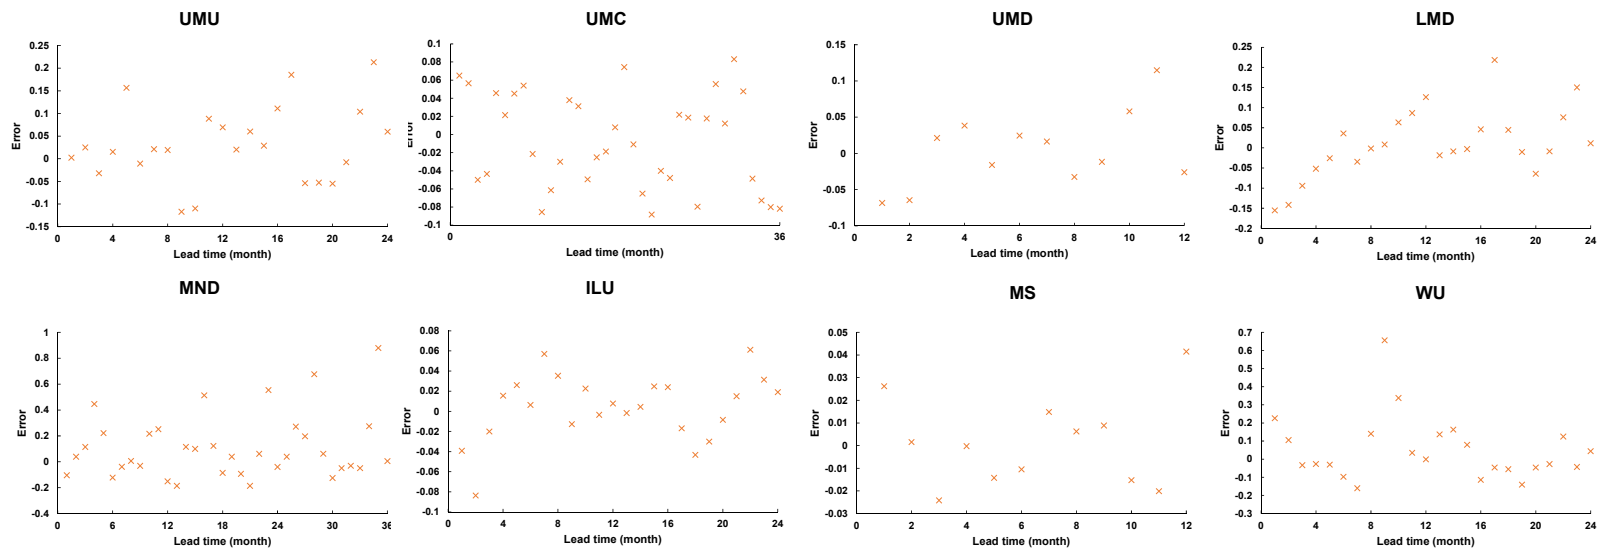 UMU
0.25
0.2
0.15
0.1
0.05
0
-0.05
-0.1
-0.15
Error
0 4 8 12 16 20 24
Lead time (month)
UMC
0.1
0.08
0.06
0.04
0.02
0
-0.02
-0.04
-0.06
-0.08
-0.1
Error
0 36
Lead time (month)
UMD
0.15
0.1
0.05
0
-0.05
-0.1
Error
0 2 4 6 8 10 12
Lead time (month)
LMD
0.25
0.2
0.15
0.1
0.05
0
-0.05
-0.1
-0.15
-0.2
Error
0 4 8 12 16 20 24
Lead time (month)
MND
1
0.8
0.6
0.4
0.2
0
-0.2
-0.4
Error
0 6 12 18 24 30 36
Lead time (month)
ILU
0.08
0.06
0.04
0.02
0
-0.02
-0.04
-0.06
-0.08
-0.1
Error
0 4 8 12 16 20 24
Lead time (month)
MS
0.05
0.04
0.03
0.02
0.01
0
-0.01
-0.02
-0.03
Error
0 2 4 6 8 10 12
Lead time (month)
WU
0.7
0.6
0.5
0.4
0.3
0.2
0.1
0
-0.1
-0.2
-0.3
Error
0 4 8 12 16 20 24
Lead time (month)